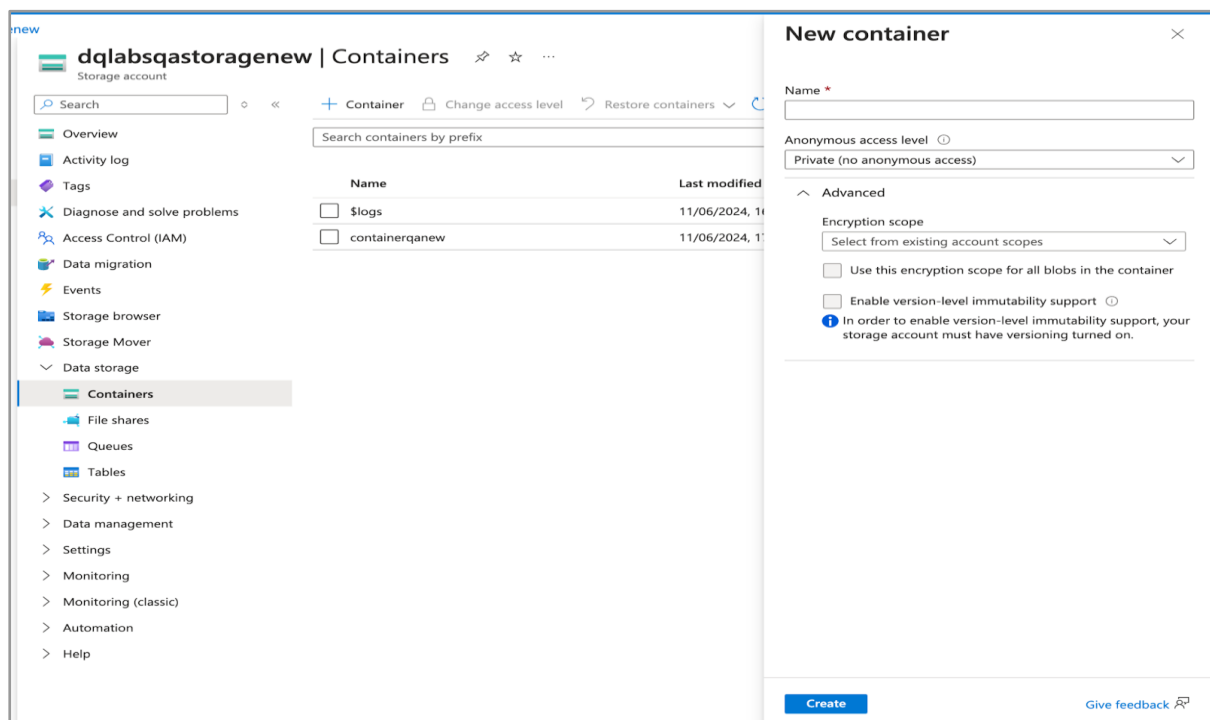 new
dqlabsqastoragenew | Containers
Storage account
Search
Overview
Activity log
Tags
Diagnose and solve problems
Access Control (IAM)
Data migration
Events
Storage browser
Storage Mover
Data storage
Containers
File shares
Queues
Tables
Security + networking
Data management
Settings
Monitoring
Monitoring (classic)
Automation
Help
Container Change access level Restore containers
Search containers by prefix
Name Last modified
$logs 11/06/2024, 16
containerqanew 11/06/2024, 17
New container
Name *
Anonymous access level
Private (no anonymous access)
Advanced
Encryption scope
Select from existing account scopes
Use this encryption scope for all blobs in the container
Enable version-level immutability support
In order to enable version-level immutability support, your
storage account must have versioning turned on.
Create
Give feedback